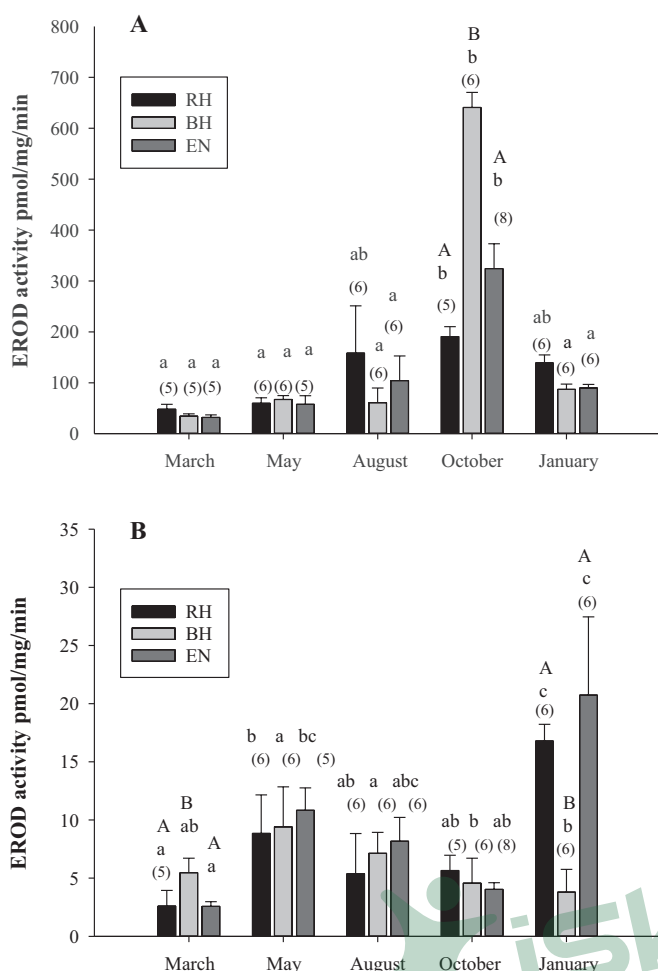 A
EROD activity pmol/mg/min
800
700
600
500
400
300
200
100
0
RH
BH
EN
a a a
(5) (5) (5)
a a a
(6) (6) (5)
ab
(6)
a
(6)
a
(6)
A
b
(5)
B
b
(6)
A
b
(8)
ab
(6)
a
(6)
a
(6)
March May August October January
B
EROD activity pmol/mg/min
35
30
25
20
15
10
5
0
RH
BH
EN
A
a
(5)
B
ab
A
a
b a bc
(6) (6) (5)
ab a abc
(6) (6) (6)
ab b ab
(5) (6) (8)
A
c
(6)
B
b
(6)
A
c
(6)
March May August October January